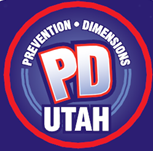 PREVENTION • DIMENSIONS
PD
UTAH